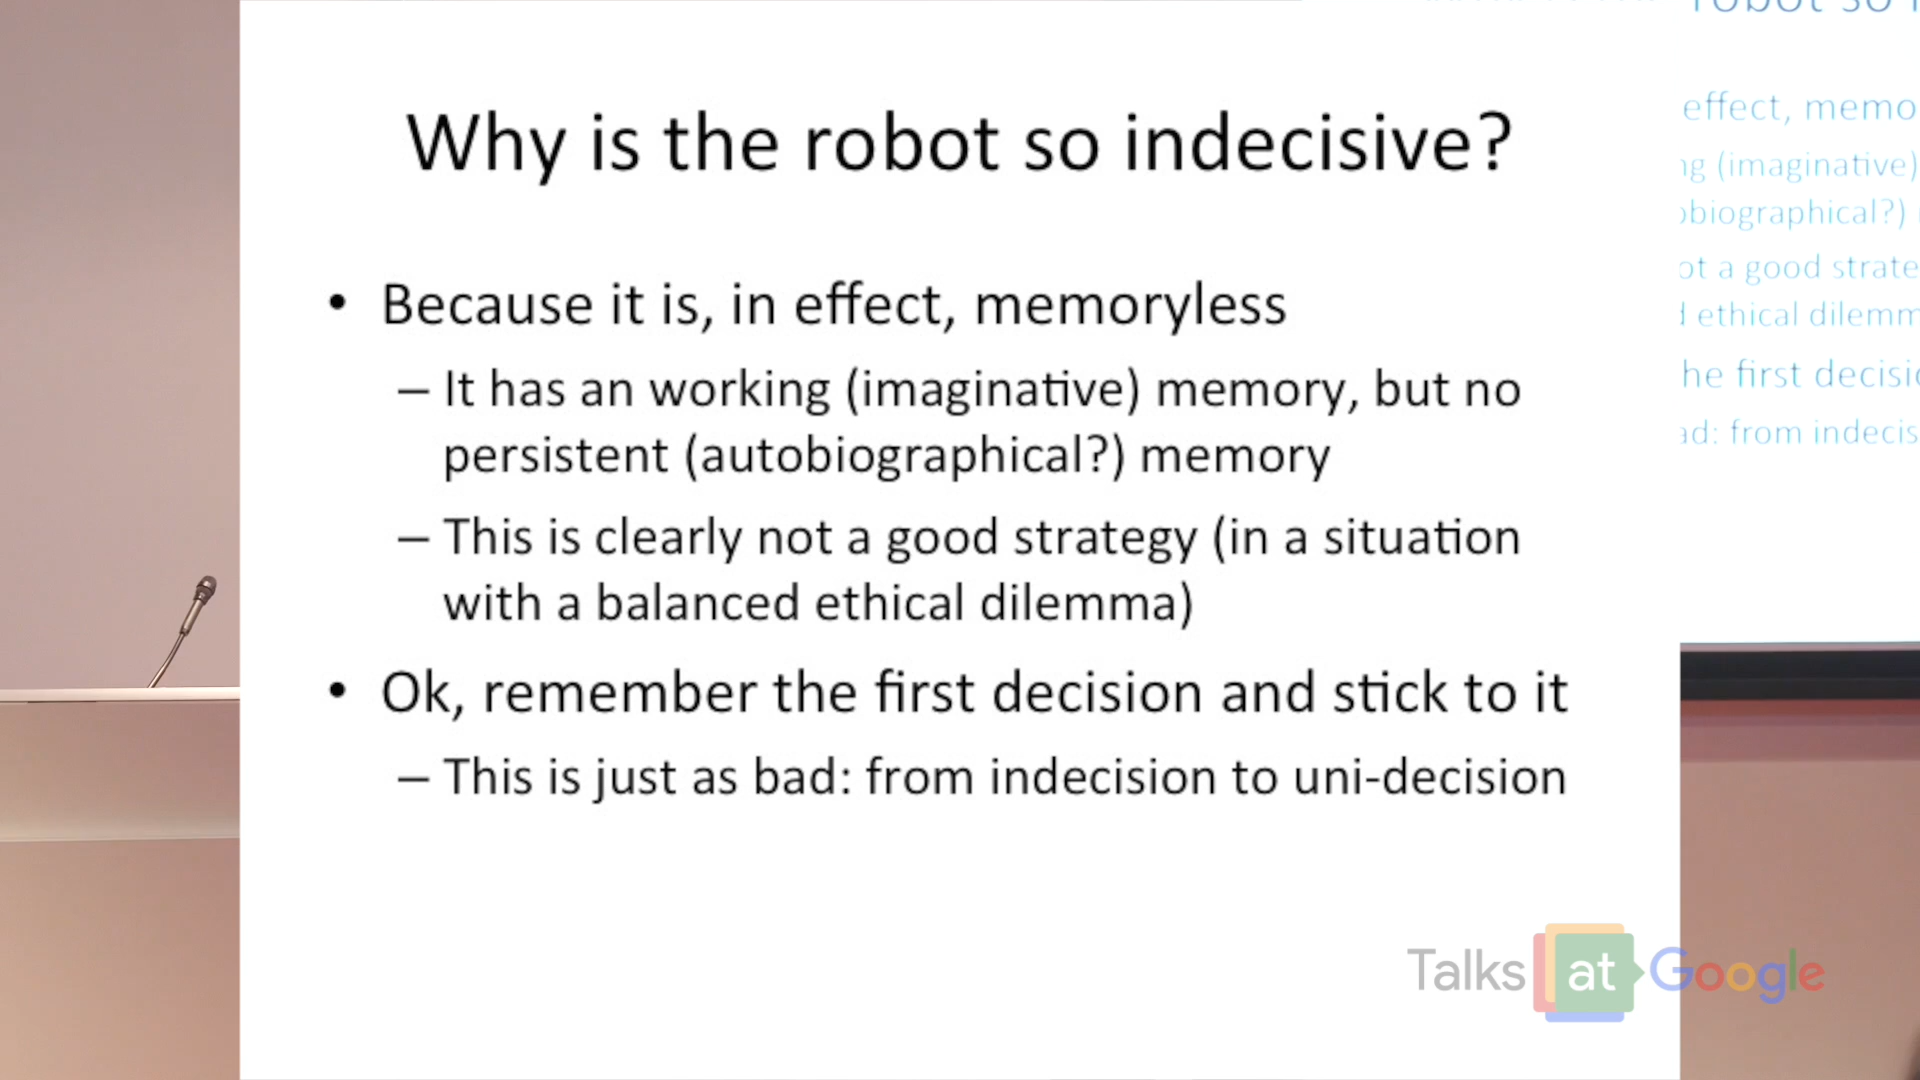 Why is the robot so indecisive?
• Because it is, in effect, memoryless
– It has an working (imaginative) memory, but no
persistent (autobiographical?) memory
– This is clearly not a good strategy (in a situation
with a balanced ethical dilemma)
• Ok, remember the first decision and stick to it
– This is just as bad: from indecision to uni-decision
robot so
effect, memo
(imaginative)
biographical?)
ot a good strate
ethical dilemm
he first decisi
ad: from indecis
Talks at Google